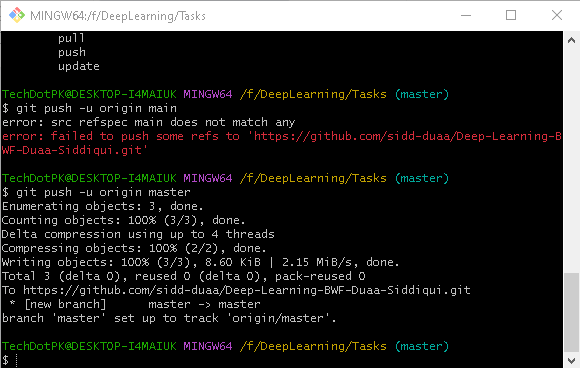 MINGW64:/f/DeepLearning/Tasks
pull
push
update
TechDotPK@DESKTOP-I4MAIUK MINGW64 /f/DeepLearning/Tasks (master)
$ git push -u origin main
error: src refspec main does not match any
error: failed to push some refs to 'https://github.com/sidd-duaa/Deep-Learning-B
WF-Duaa-Siddiqui.git'
TechDotPK@DESKTOP-I4MAIUK MINGW64 /f/DeepLearning/Tasks (master)
$ git push -u origin master
Enumerating objects: 3, done.
Counting objects: 100% (3/3), done.
Delta compression using up to 4 threads
Compressing objects: 100% (2/2), done.
Writing objects: 100% (3/3), 8.60 KiB | 2.15 MiB/s, done.
Total 3 (delta 0), reused 0 (delta 0), pack-reused 0
To https://github.com/sidd-duaa/Deep-Learning-BWF-Duaa-Siddiqui.git
 * [new branch]      master -> master
branch 'master' set up to track 'origin/master'.
TechDotPK@DESKTOP-I4MAIUK MINGW64 /f/DeepLearning/Tasks (master)
$